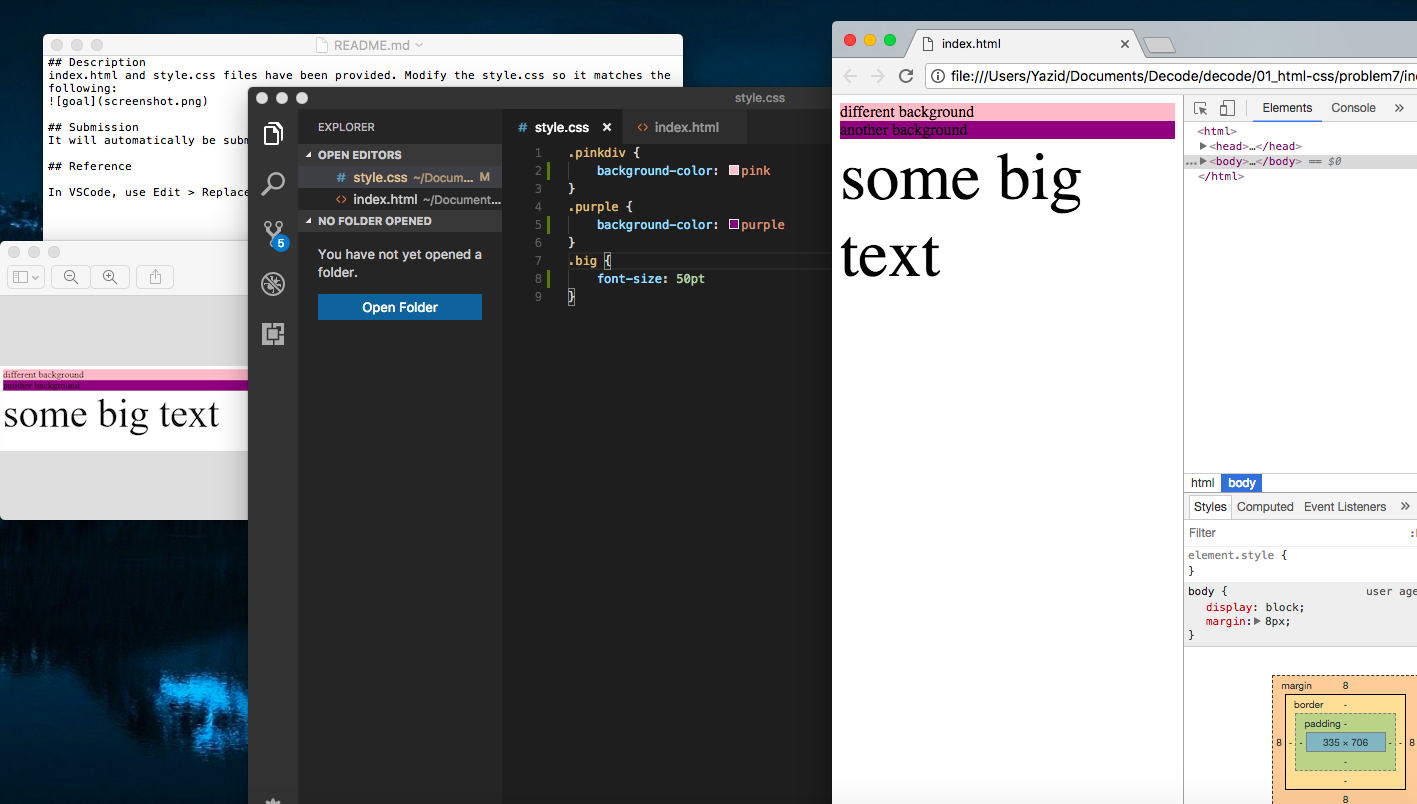 README.md
## Description
index.html and style.css files have been provided. Modify the style.css so it matches the
following:
![goal](screenshot.png)
## Submission
It will automatically be
## Reference
In VSCode, use Edit > Replace
different background
another background
some big text
style.css
EXPLORER
OPEN EDITORS
# style.css ~/Docum... M
<> index.html ~/Document...
NO FOLDER OPENED
5
You have not yet opened a
folder.
Open Folder
# style.css ×
<> index.html
1 .pinkdiv {
2 background-color: pink
3 }
4 .purple {
5 background-color: purple
6 }
7 .big {
8 font-size: 50pt
9 }
index.html ×
file:///Users/Yazid/Documents/Decode/decode/01_html-css/problem7/in
different background
another background
some big
text
Elements Console »
<html>
<head>…</head>
...<body>…</body> == $0
</html>
html body
Styles Computed Event Listeners »
Filter
element.style {
}
body { user age
display: block;
margin: 8px;
}
margin 8
border -
padding -
8 - - 335 × 706 - - 8
-
-
8